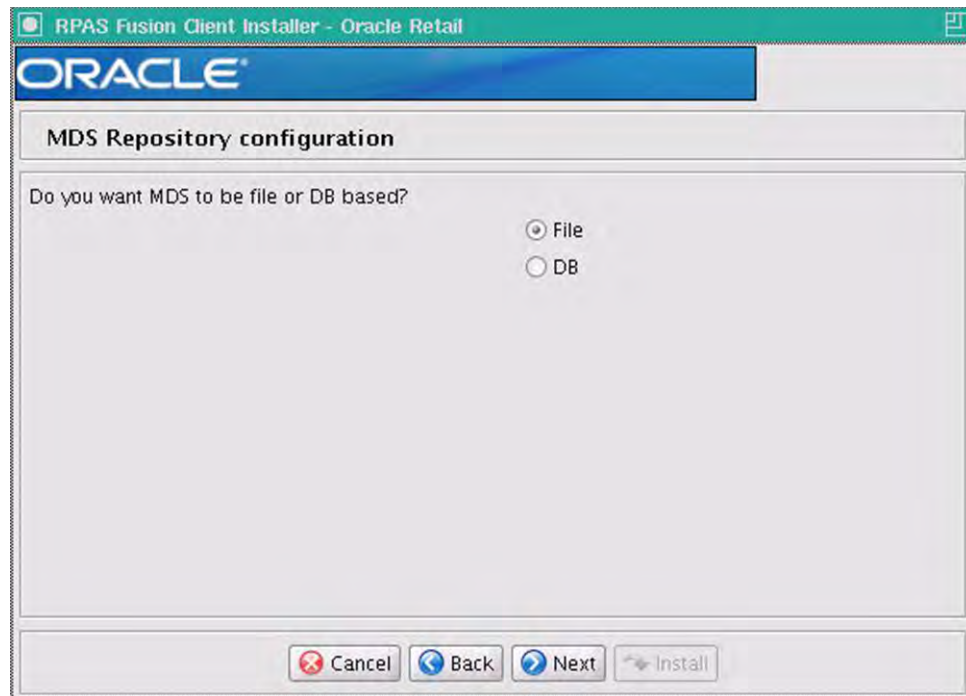 RPAS Fusion Client Installer - Oracle Retail
ORACLE®
MDS Repository configuration
Do you want MDS to be file or DB based?
File
DB
Cancel Back Next Install